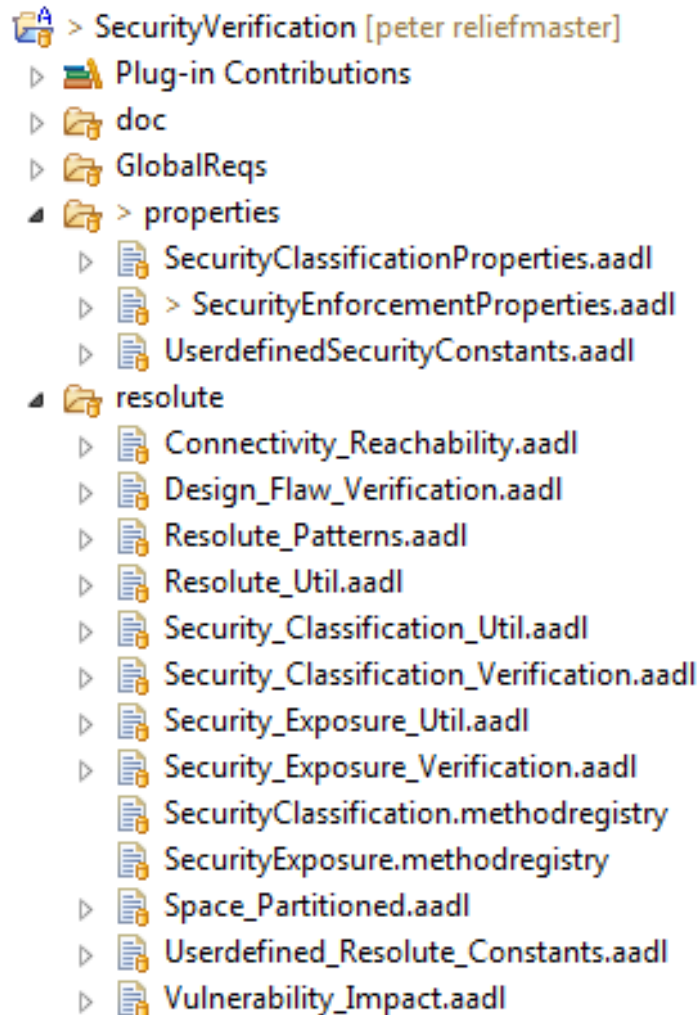 > SecurityVerification [peter reliefmaster]
Plug-in Contributions
doc
GlobalReqs
> properties
SecurityClassificationProperties.aadl
> SecurityEnforcementProperties.aadl
UserdefinedSecurityConstants.aadl
resolute
Connectivity_Reachability.aadl
Design_Flaw_Verification.aadl
Resolute_Patterns.aadl
Resolute_Util.aadl
Security_Classification_Util.aadl
Security_Classification_Verification.aadl
Security_Exposure_Util.aadl
Security_Exposure_Verification.aadl
SecurityClassification.methodregistry
SecurityExposure.methodregistry
Space_Partitioned.aadl
Userdefined_Resolute_Constants.aadl
Vulnerability_Impact.aadl